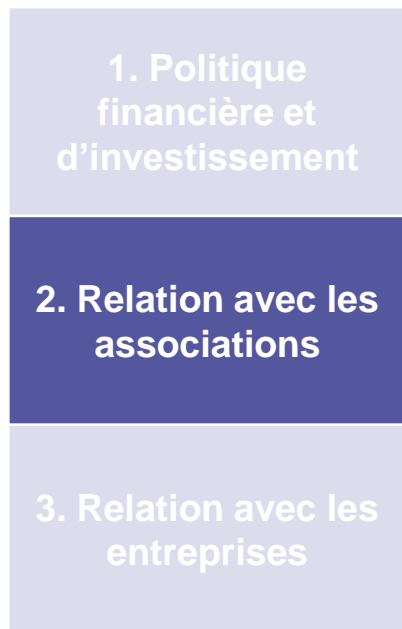 1. Politique
financière et
d’investissement
2. Relation avec les
associations
3. Relation avec les
entreprises